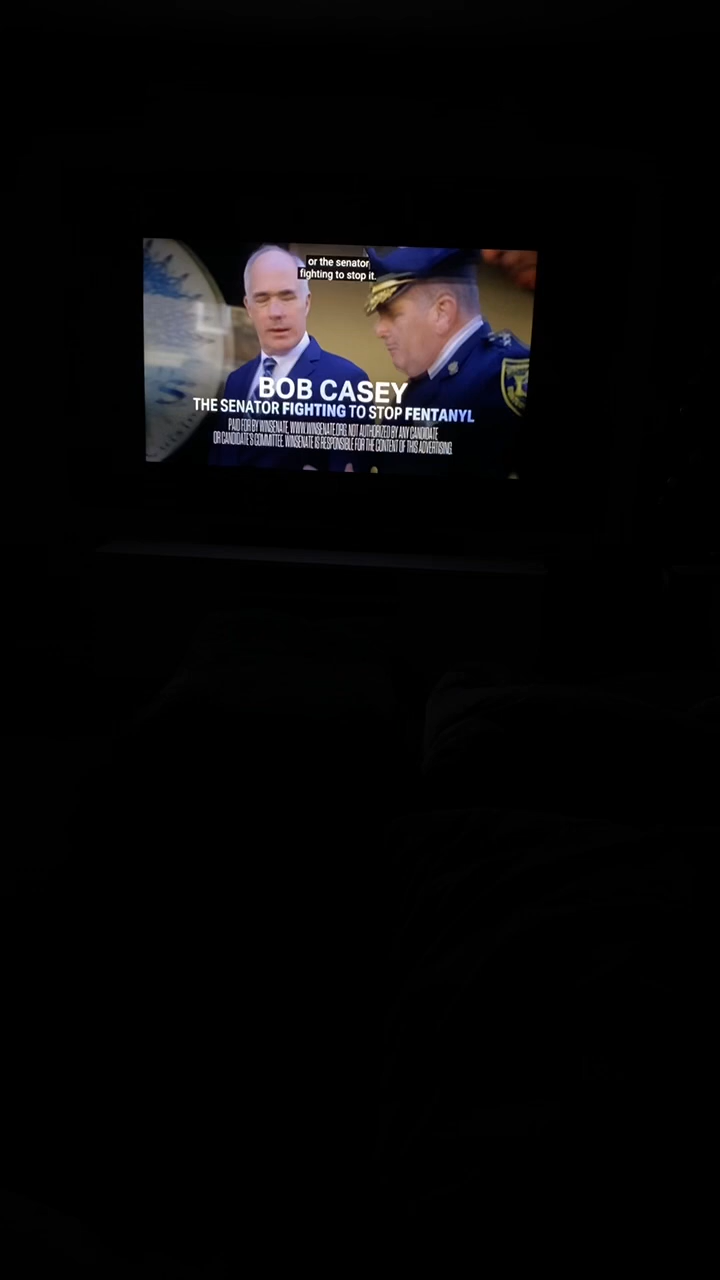 or the senator
fighting to stop it.
BOB CASEY
THE SENATOR FIGHTING TO STOP FENTANYL
PAID FOR BY WINSENATE, WWW.WINSENATE.ORG. NOT AUTHORIZED BY ANY CANDIDATE
OR CANDIDATE'S COMMITTEE. WINSENATE IS RESPONSIBLE FOR THE CONTENT OF THIS ADVERTISING.